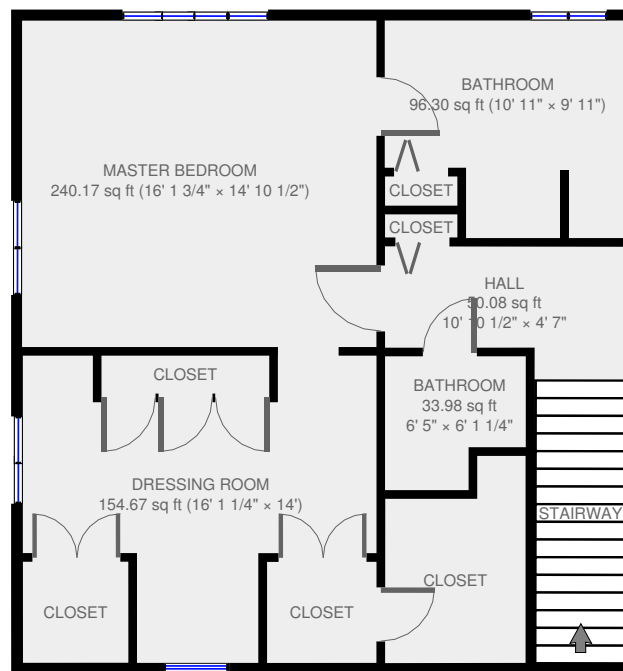 BATHROOM
96.30 sq ft (10' 11" × 9' 11")
MASTER BEDROOM
240.17 sq ft (16' 1 3/4" × 14' 10 1/2")
CLOSET
CLOSET
HALL
50.08 sq ft
10' 10 1/2" × 4' 7"
CLOSET
BATHROOM
33.98 sq ft
6' 5" × 6' 1 1/4"
DRESSING ROOM
154.67 sq ft (16' 1 1/4" × 14')
STAIRWAY
CLOSET
CLOSET
CLOSET